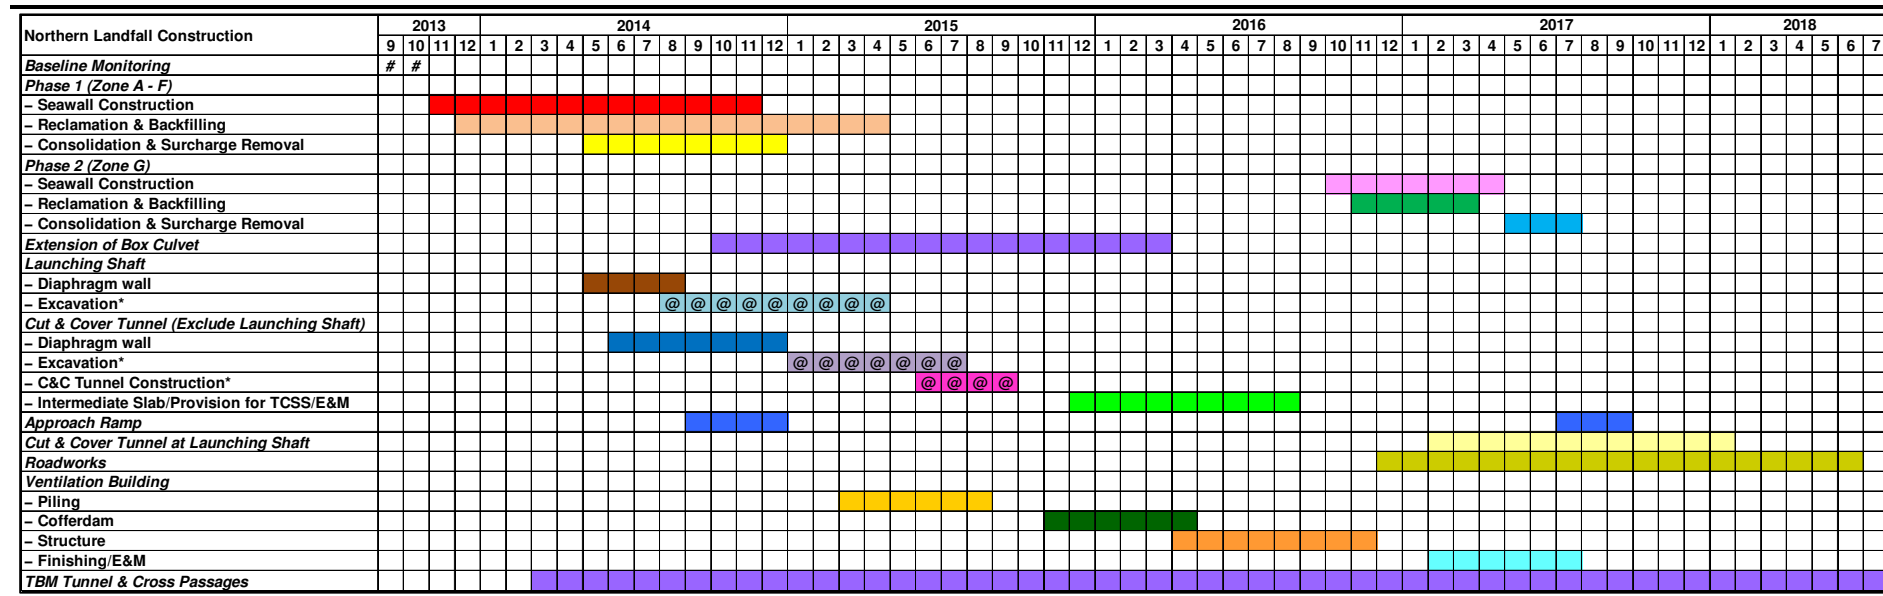 Northern Landfall Construction 2013 2014 2015 2016 2017 2018
9 10 11 12 1 2 3 4 5 6 7 8 9 10 11 12 1 2 3 4 5 6 7 8 9 10 11 12 1 2 3 4 5 6 7 8 9 10 11 12 1 2 3 4 5 6 7 8 9 10 11 12 1 2 3 4 5 6 7
Baseline Monitoring # #
Phase 1 (Zone A - F)
– Seawall Construction
– Reclamation & Backfilling
– Consolidation & Surcharge Removal
Phase 2 (Zone G)
– Seawall Construction
– Reclamation & Backfilling
– Consolidation & Surcharge Removal
Extension of Box Culvet
Launching Shaft
– Diaphragm wall
– Excavation* @ @ @ @ @ @ @ @ @
Cut & Cover Tunnel (Exclude Launching Shaft)
– Diaphragm wall
– Excavation* @ @ @ @ @ @ @
– C&C Tunnel Construction* @ @ @ @
– Intermediate Slab/Provision for TCSS/E&M
Approach Ramp
Cut & Cover Tunnel at Launching Shaft
Roadworks
Ventilation Building
– Piling
– Cofferdam
– Structure
– Finishing/E&M
TBM Tunnel & Cross Passages